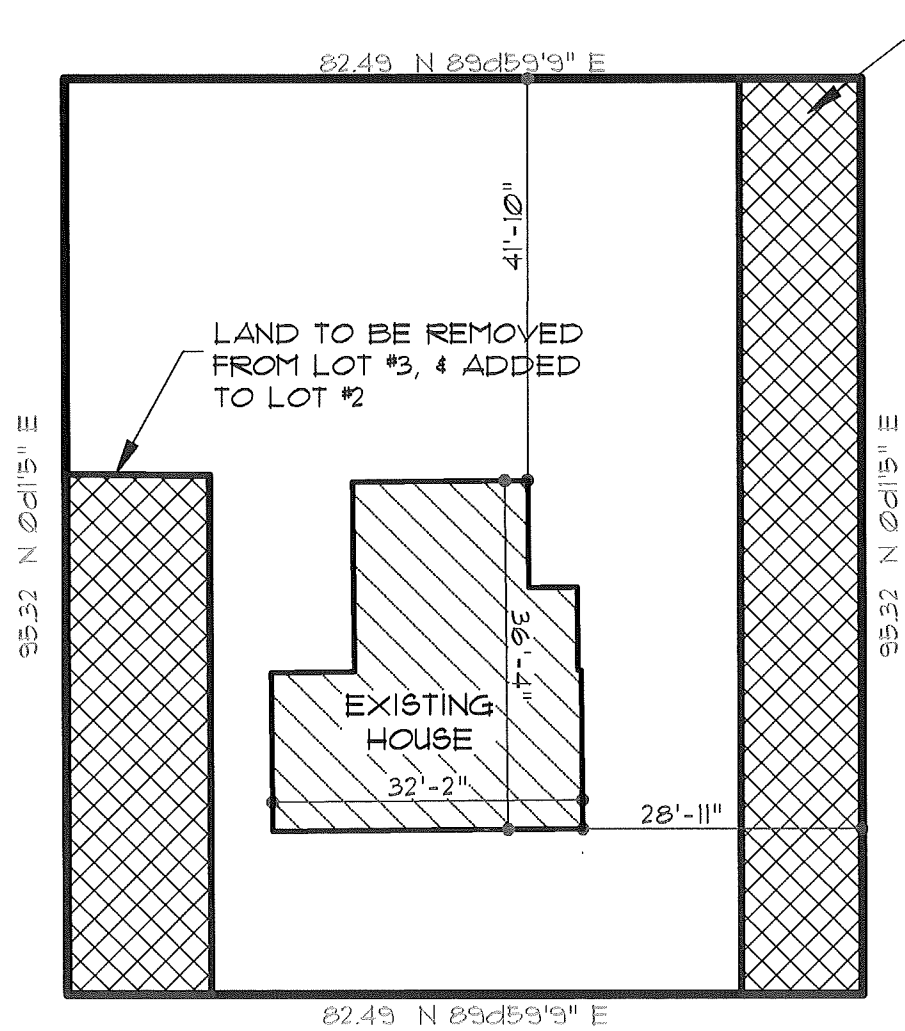 82.49 N 89d59'9" E
41'-10"
LAND TO BE REMOVED
FROM LOT #3, & ADDED
TO LOT #2
95.32 N 0d1'5" E
95.32 N 0d1'5" E
36'-4"
EXISTING
HOUSE
32'-2"
28'-11"
82.49 N 89d59'9" E